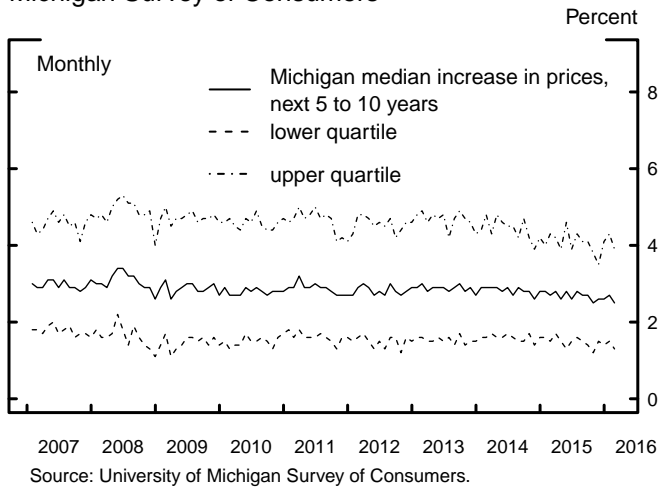 Michigan Survey of Consumers
Percent
Monthly
Michigan median increase in prices,
next 5 to 10 years
lower quartile
upper quartile
8
6
4
2
0
2007 2008 2009 2010 2011 2012 2013 2014 2015 2016
Source: University of Michigan Survey of Consumers.